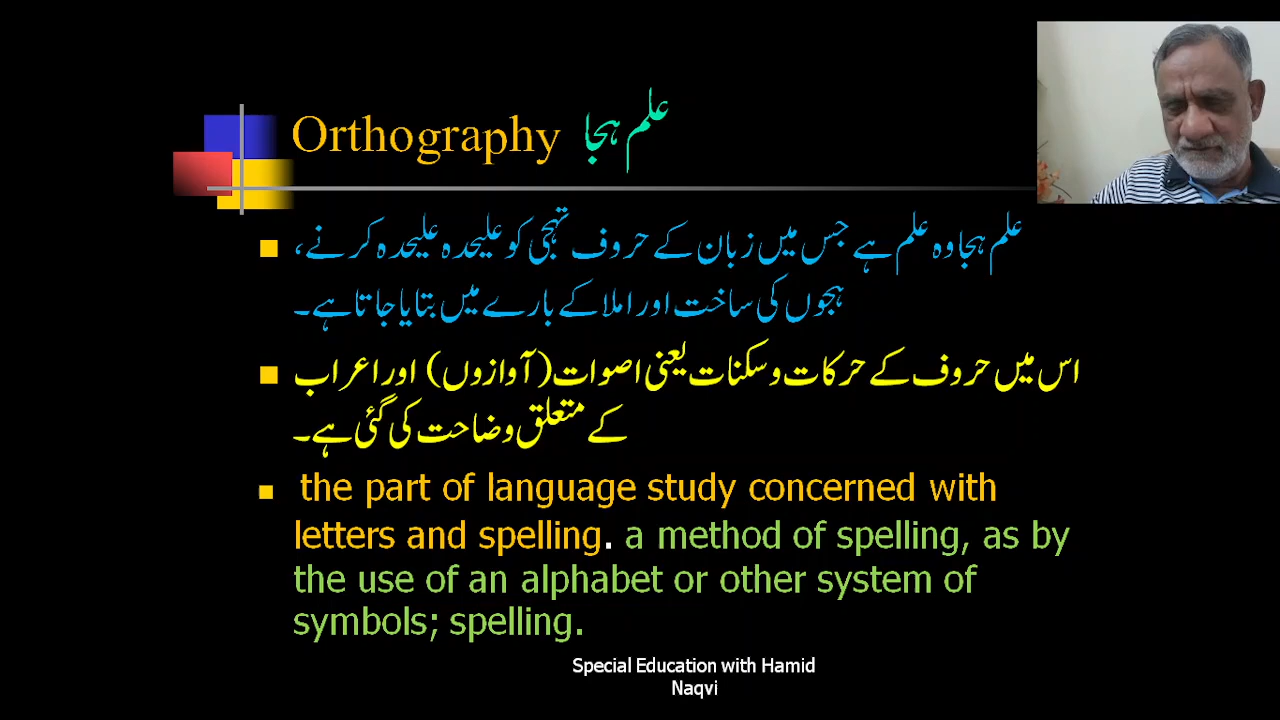 Orthography علم ہجا
علم ہجا وہ علم ہے جس میں زبان کے حروف تہجی کو علیحدہ علیحدہ کرنے،
ہجوں کی ساخت اور املا کے بارے میں بتایا جاتا ہے۔
اس میں حروف کے حرکات و سکنات یعنی اصوات (آوازوں) اور اعراب
کے متعلق وضاحت کی گئی ہے۔
the part of language study concerned with
letters and spelling. a method of spelling, as by
the use of an alphabet or other system of
symbols; spelling.
Special Education with Hamid
Naqvi